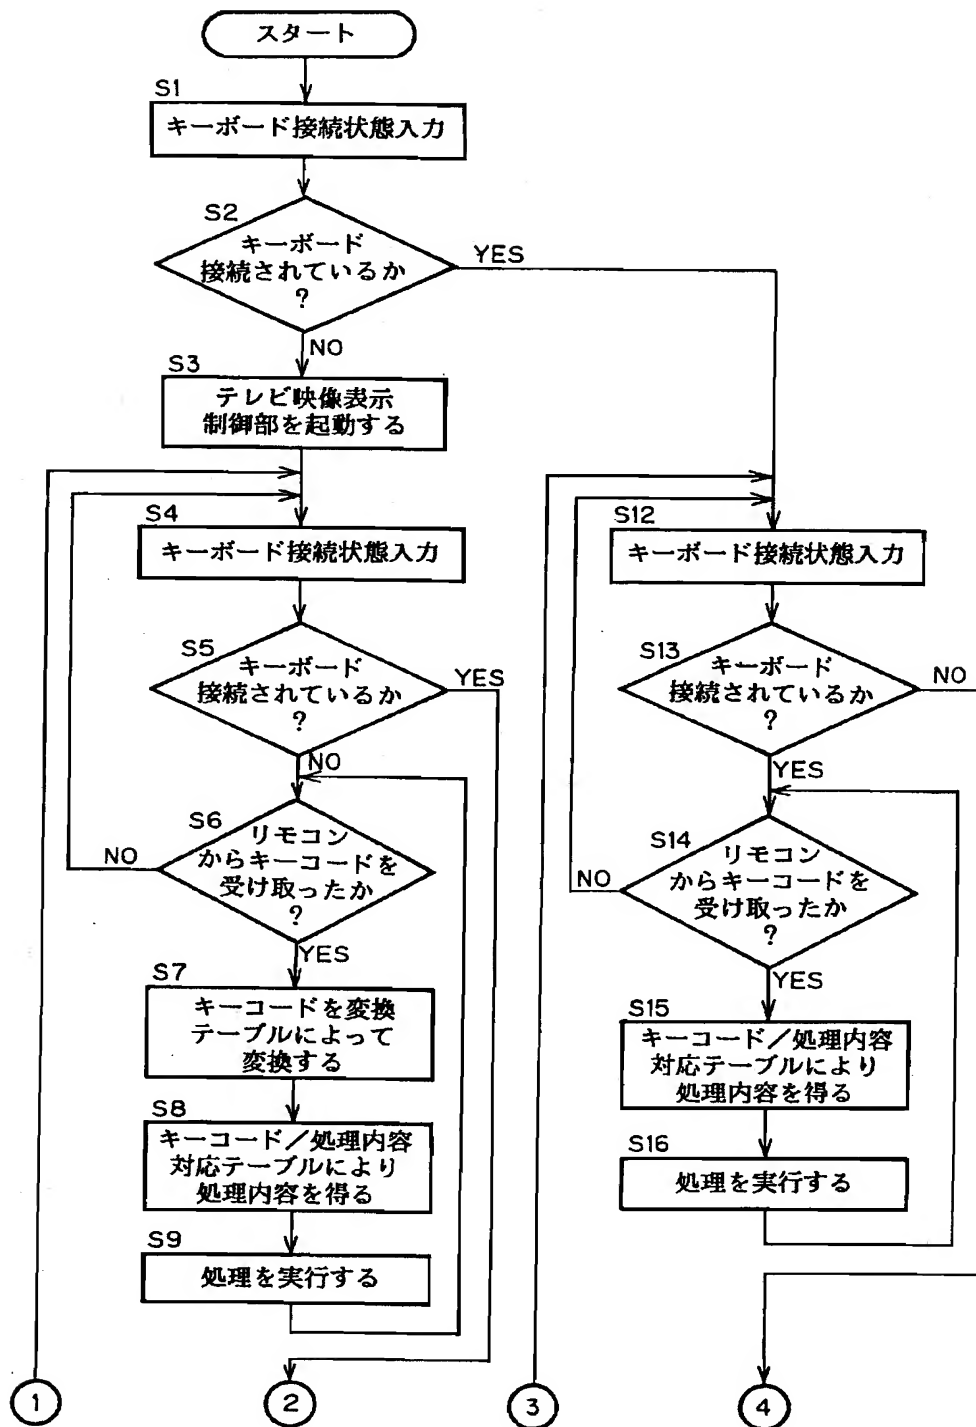 スタート
S1
キーボード接続状態入力
S2
キーボード
接続されているか
?
YES
NO
S3
テレビ映像表示
制御部を起動する
S4
キーボード接続状態入力
S5
キーボード
接続されているか
?
YES
NO
S6
リモコン
からキーコードを
受け取ったか
?
NO
YES
S7
キーコードを変換
テーブルによって
変換する
S8
キーコード/処理内容
対応テーブルにより
処理内容を得る
S9
処理を実行する
S12
キーボード接続状態入力
S13
キーボード
接続されているか
?
NO
YES
S14
リモコン
からキーコードを
受け取ったか
?
NO
YES
S15
キーコード/処理内容
対応テーブルにより
処理内容を得る
S16
処理を実行する
1
2
3
4